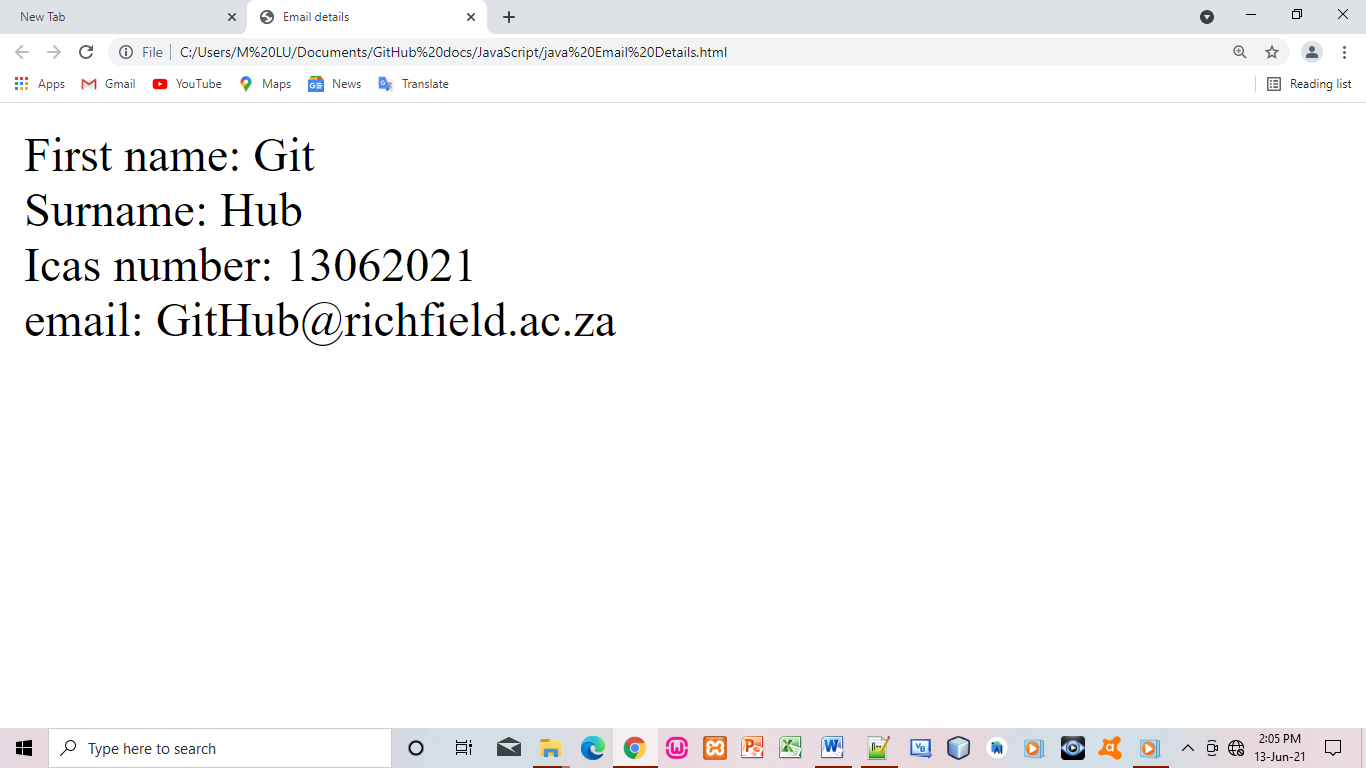 New Tab
Email details
File
C:/Users/M%20LU/Documents/GitHub%20docs/JavaScript/java%20Email%20Details.html
Apps Gmail YouTube Maps News Translate Reading list
First name: Git
Surname: Hub
Icas number: 13062021
email: GitHub@richfield.ac.za
Type here to search
2:05 PM
13-Jun-21